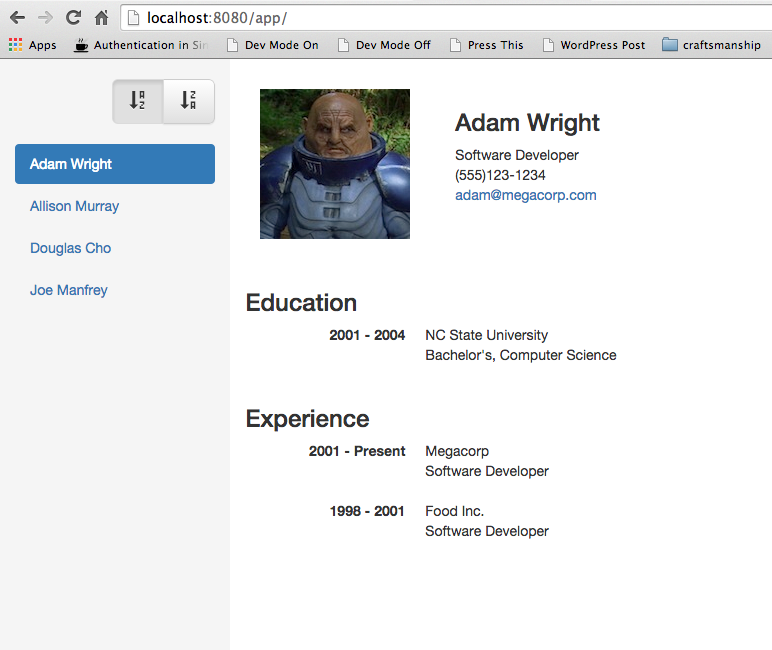 localhost:8080/app/
Apps
Authentication in Sin
Dev Mode On
Dev Mode Off
Press This
WordPress Post
craftsmanship
A
Z
Z
A
Adam Wright
Allison Murray
Douglas Cho
Joe Manfrey
Adam Wright
Software Developer
(555)123-1234
adam@megacorp.com
Education
2001 - 2004 NC State University
Bachelor's, Computer Science
Experience
2001 - Present Megacorp
Software Developer
1998 - 2001 Food Inc.
Software Developer